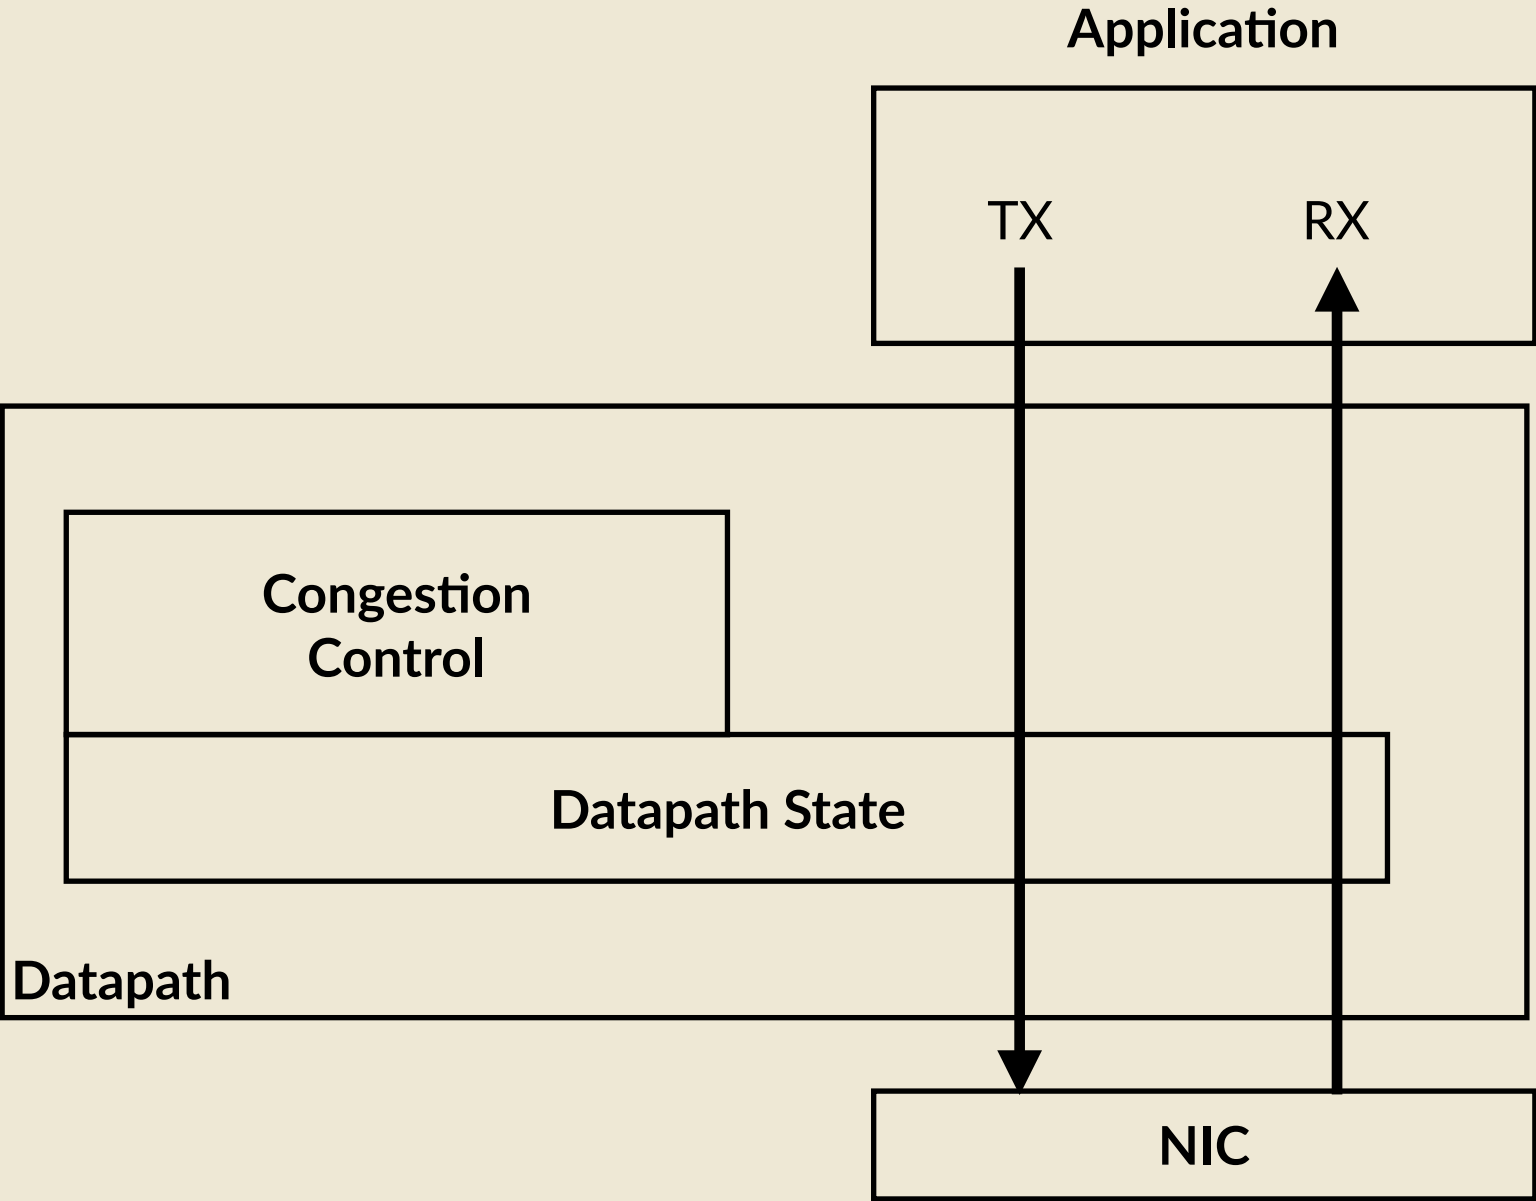 Application
TX
RX
Congestion
Control
Datapath State
Datapath
NIC